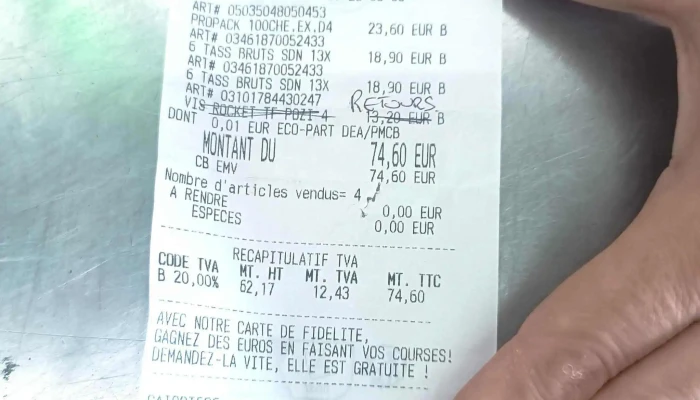 ART# 05035048050453
PROPACK 100CHE.EX.D4 23,60 EUR B
ART# 03461870052433
6 TASS BRUTS SDN 13X 18,90 EUR B
ART# 03461870052433
6 TASS BRUTS SDN 13X 18,90 EUR B
ART# 03101784430247 RETOURS
VIS ROCKET TF POZI 4 13,20 EUR B
DONT 0,01 EUR ECO-PART DEA/PMCB
MONTANT DU 74,60 EUR
CB EMV 74,60 EUR
Nombre d'articles vendus= 4
A RENDRE 0,00 EUR
ESPECES 0,00 EUR
RECAPITULATIF TVA
CODE TVA MT. HT MT. TVA MT. TTC
B 20,00% 62,17 12,43 74,60
AVEC NOTRE CARTE DE FIDELITE,
GAGNEZ DES EUROS EN FAISANT VOS COURSES!
DEMANDEZ-LA VITE, ELLE EST GRATUITE !